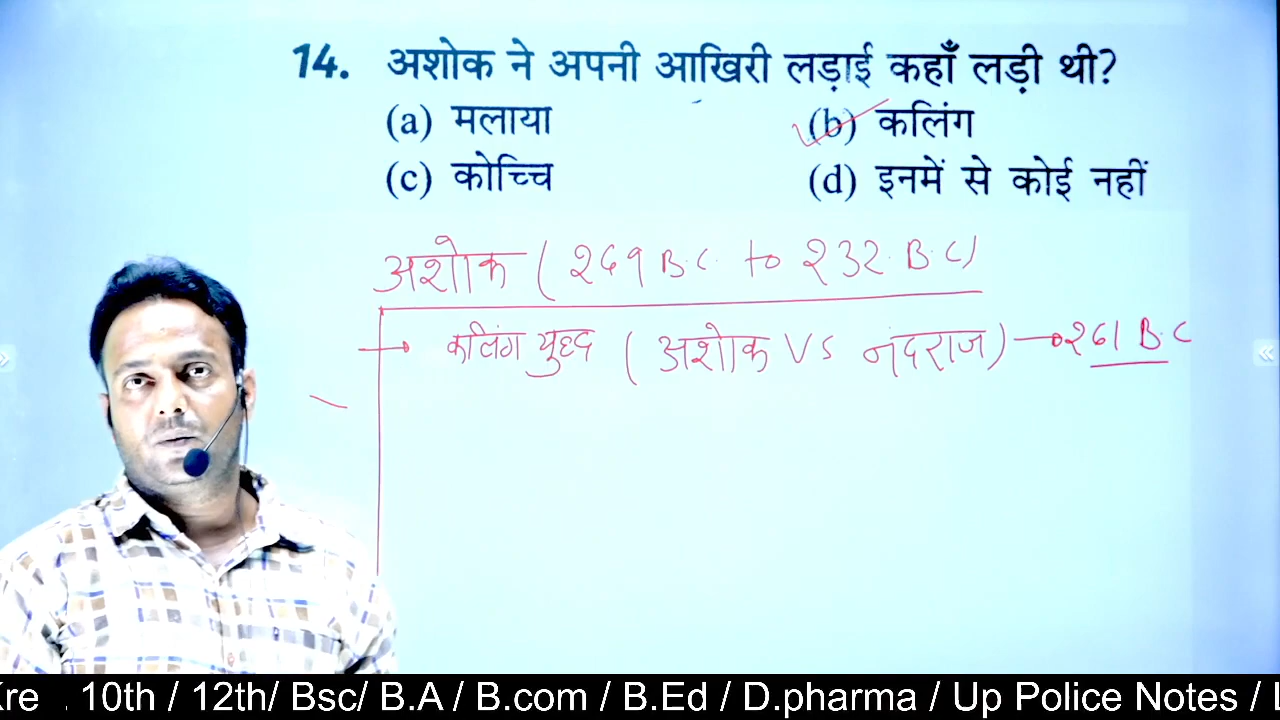 14. अशोक ने अपनी आखिरी लड़ाई कहाँ लड़ी थी?
(a) मलाया (b) कलिंग
(c) कोच्चि (d) इनमें से कोई नहीं
अशोक ( 269 B.C. to 232 B.C)
कलिंग युद्ध ( अशोक VS नंदराज ) → 261 B.C
Kre . 10th / 12th/ Bsc/ B.A / B.com / B.Ed / D.pharma / Up Police Notes / L